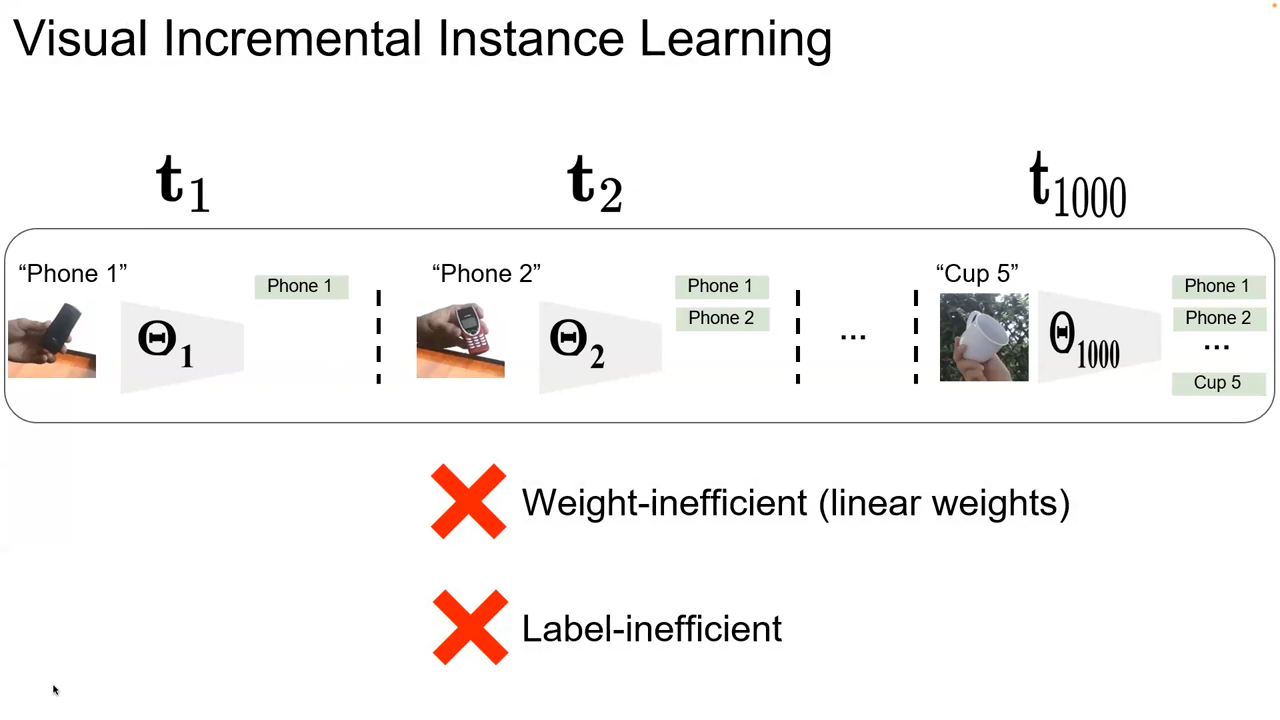 Visual Incremental Instance Learning
t1
t2
t1000
“Phone 1”
Θ1
Phone 1
“Phone 2”
Θ2
Phone 1
Phone 2
...
“Cup 5”
Θ1000
Phone 1
Phone 2
...
Cup 5
Weight-inefficient (linear weights)
Label-inefficient